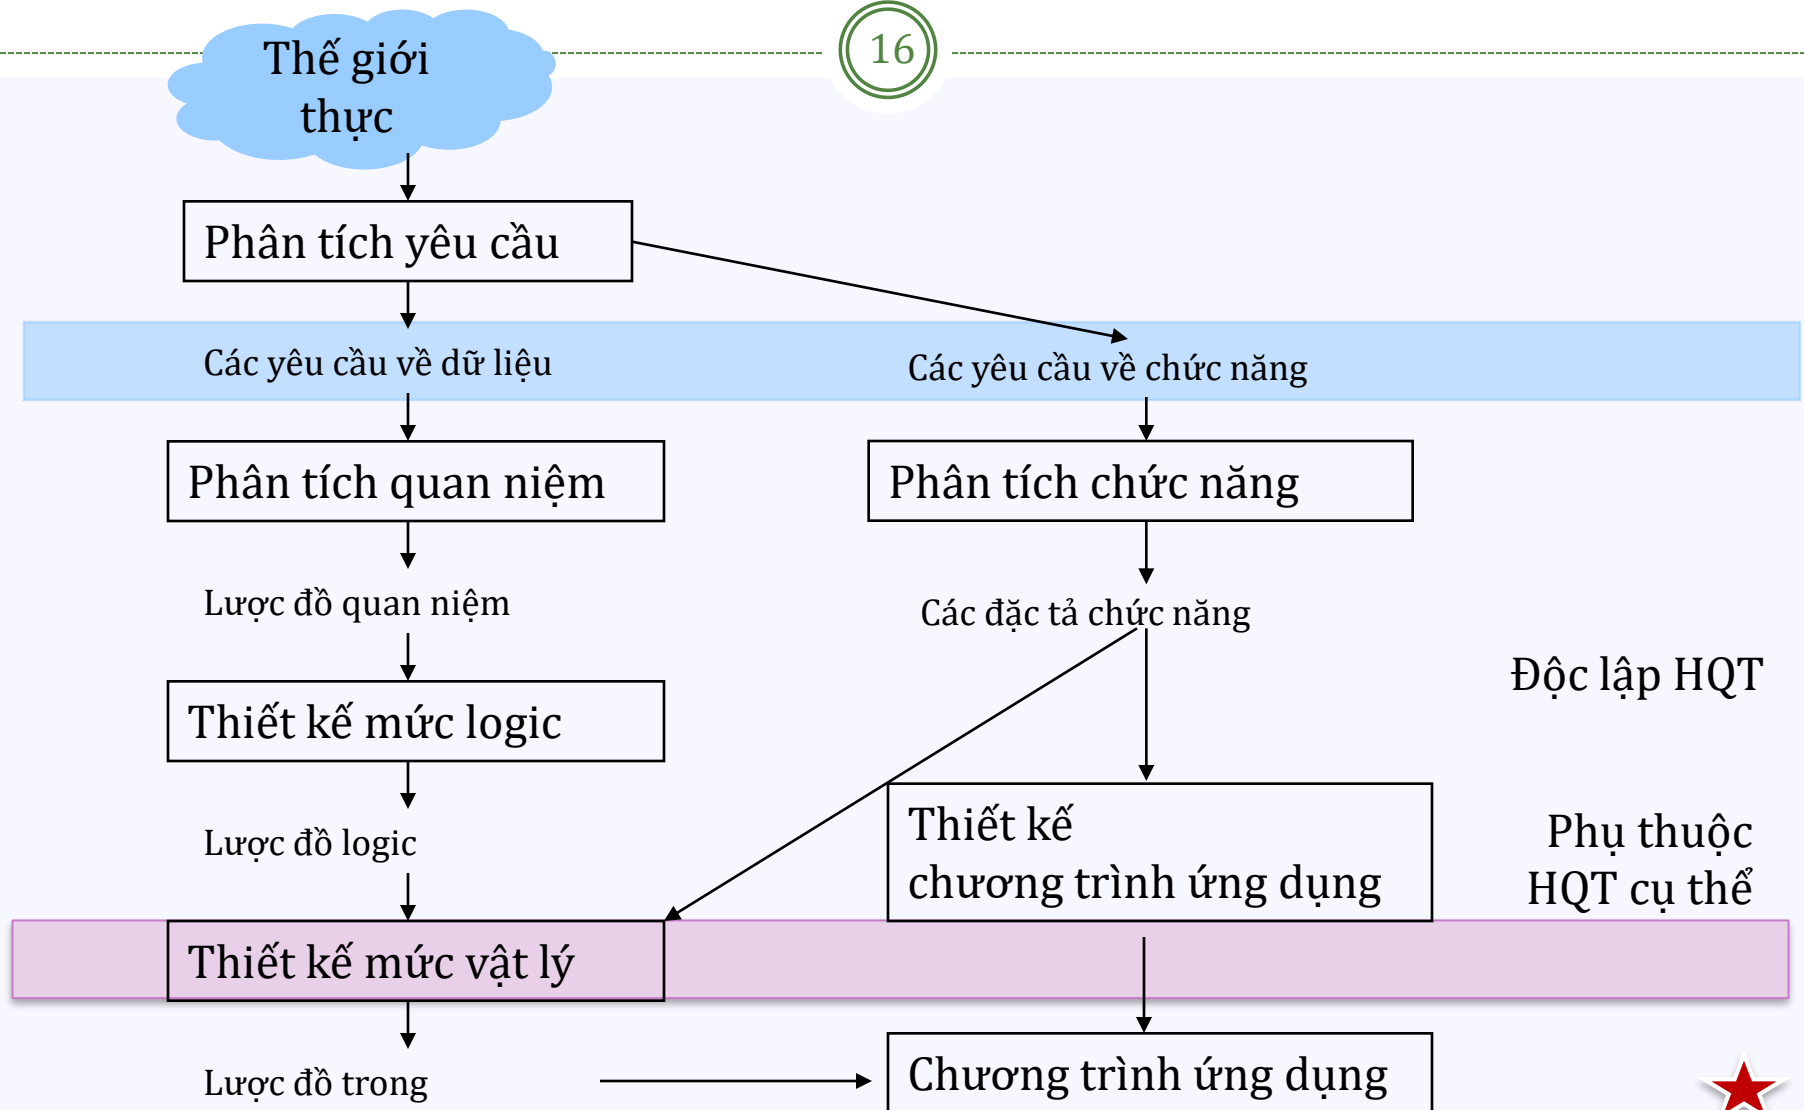 16
Thế giới
thực
Phân tích yêu cầu
Các yêu cầu về dữ liệu
Các yêu cầu về chức năng
Phân tích quan niệm
Phân tích chức năng
Lược đồ quan niệm
Các đặc tả chức năng
Độc lập HQT
Thiết kế mức logic
Thiết kế
chương trình ứng dụng
Phụ thuộc
HQT cụ thể
Lược đồ logic
Thiết kế mức vật lý
Lược đồ trong
Chương trình ứng dụng